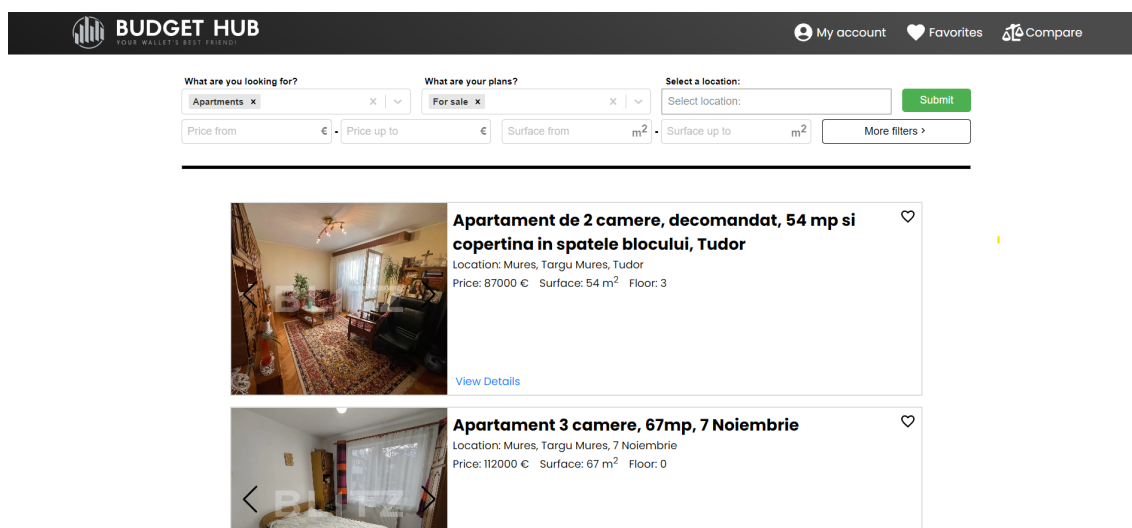 BUDGET HUB
YOUR WALLET'S BEST FRIEND!
My account Favorites Compare
What are you looking for? What are your plans? Select a location:
Apartments × For sale × Select location: Submit
Price from € - Price up to € Surface from m² - Surface up to m² More filters >
Apartament de 2 camere, decomandat, 54 mp si
copertina in spatele blocului, Tudor
Location: Mures, Targu Mures, Tudor
Price: 87000 € Surface: 54 m² Floor: 3
BLITZ
View Details
Apartament 3 camere, 67mp, 7 Noiembrie
Location: Mures, Targu Mures, 7 Noiembrie
Price: 112000 € Surface: 67 m² Floor: 0
BLITZ